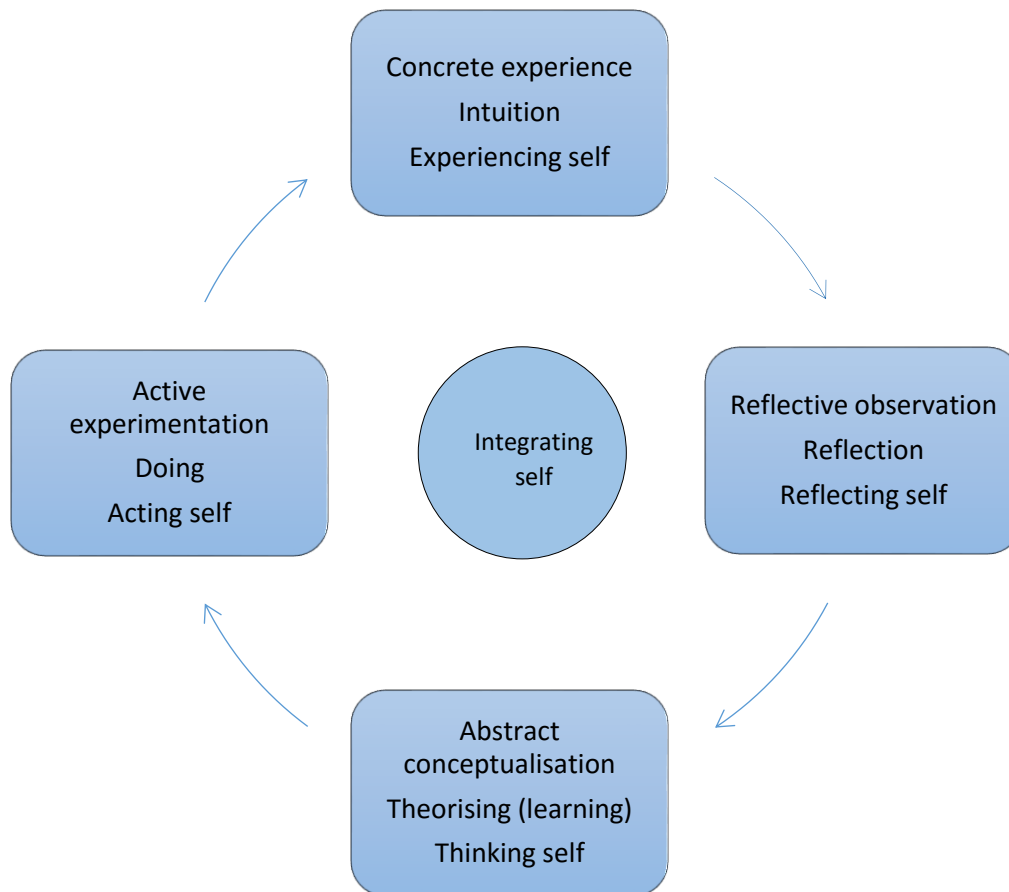 Concrete experience
Intuition
Experiencing self
Reflective observation
Reflection
Reflecting self
Abstract
conceptualisation
Theorising (learning)
Thinking self
Active
experimentation
Doing
Acting self
Integrating
self